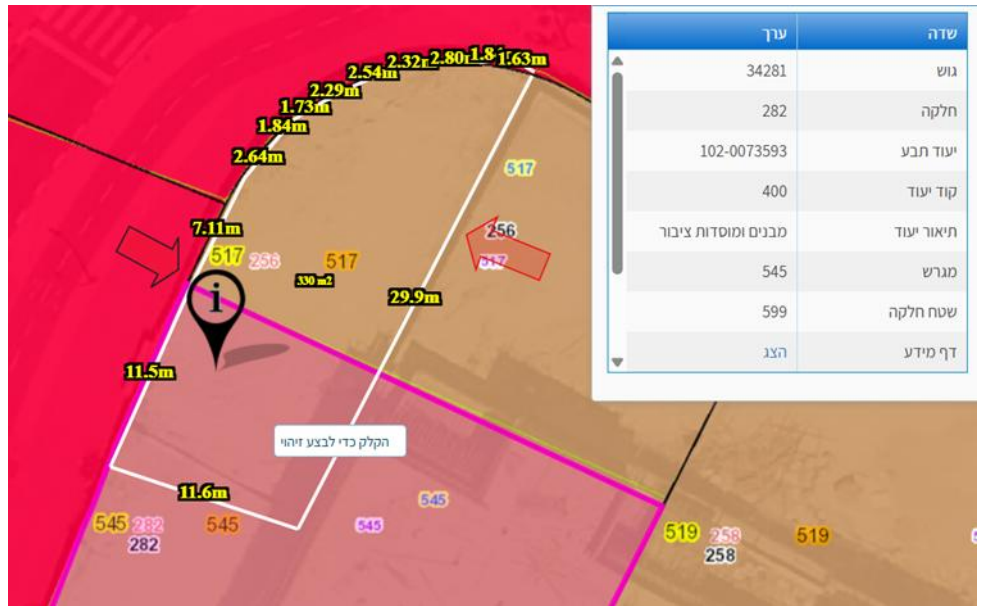 שדה ערך
גוש 34281
חלקה 282
יעוד תבע 102-0073593
קוד יעוד 400
תיאור יעוד מבנים ומוסדות ציבור
מגרש 545
שטח חלקה 599
דף מידע הצג
1.63m
2.80m
2.32m
2.54m
2.29m
1.73m
1.84m
2.64m
517
7.11m
256
517 256 517
517
330 m2
29.9m
i
11.5m
הקלק כדי לבצע זיהוי
11.6m
545
545 282 545
545
282
519 258 519
258